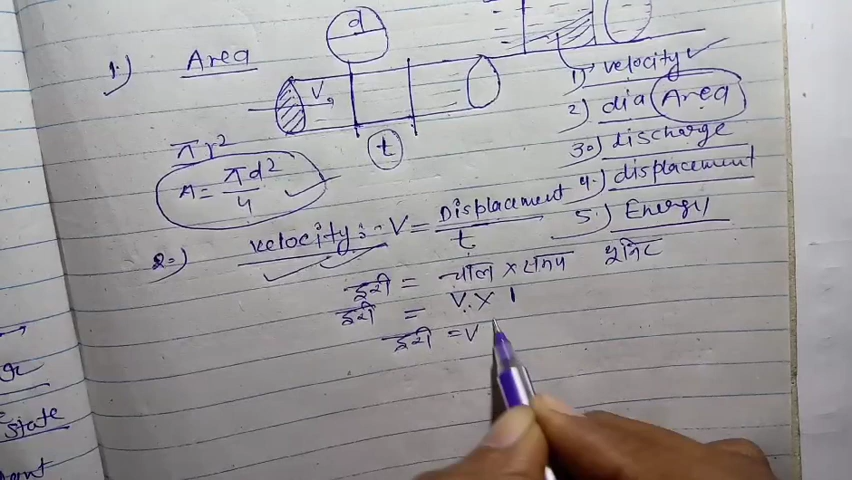 d
1.) Area
V
t
1) velocity
2) dia Area
3.) discharge
4.) displacement
5.) Energy
πr²
A = πd²/4
2.) velocity :- V = Displacement / t
दूरी = चाल × समय यूनिट
दूरी = V × 1
दूरी = V
state